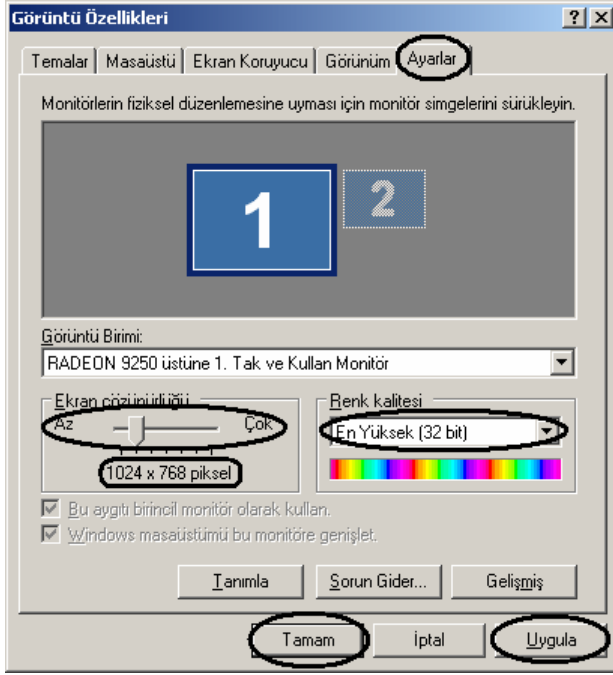 Görüntü Özellikleri
Temalar Masaüstü Ekran Koruyucu Görünüm Ayarlar
Monitörlerin fiziksel düzenlemesine uyması için monitör simgelerini sürükleyin.
1 2
Görüntü Birimi:
RADEON 9250 üstüne 1. Tak ve Kullan Monitör
Ekran çözünürlüğü
Az Çok
1024 x 768 piksel
Renk kalitesi
En Yüksek (32 bit)
Bu aygıtı birincil monitör olarak kullan.
Windows masaüstümü bu monitöre genişlet.
Tanımla Sorun Gider... Gelişmiş
Tamam İptal Uygula